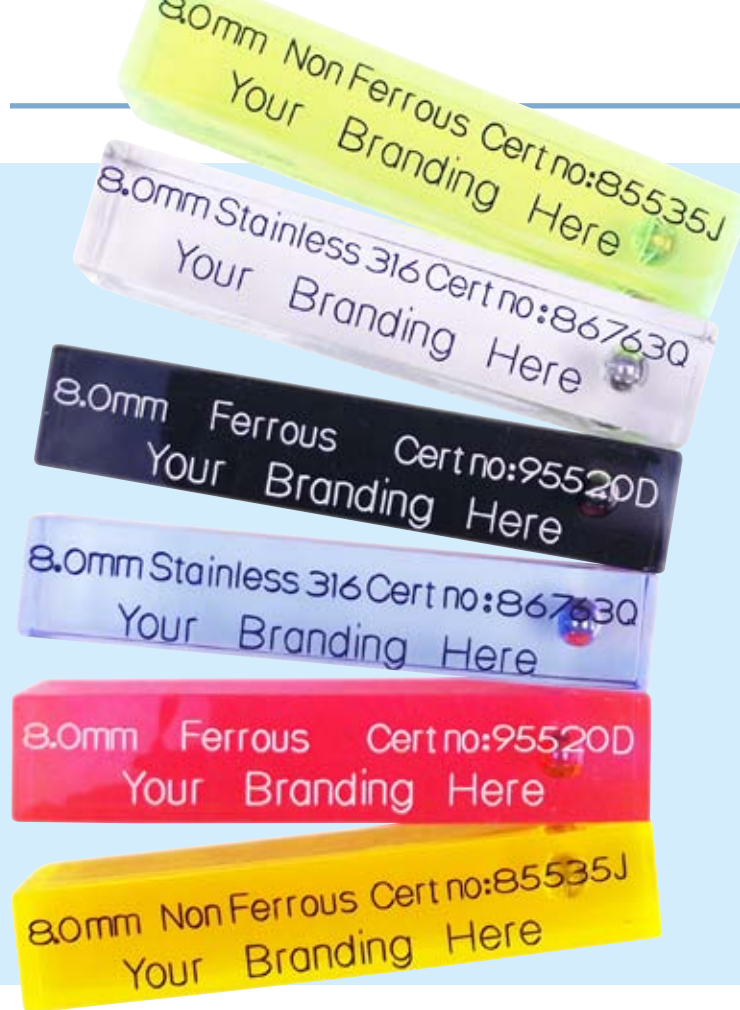 8.0mm Non Ferrous Cert no:85535J
Your Branding Here
8.0mm Stainless 316 Cert no:86763Q
Your Branding Here
8.0mm Ferrous Cert no:95520D
Your Branding Here
8.0mm Stainless 316 Cert no:86763Q
Your Branding Here
8.0mm Ferrous Cert no:95520D
Your Branding Here
8.0mm Non Ferrous Cert no:85535J
Your Branding Here